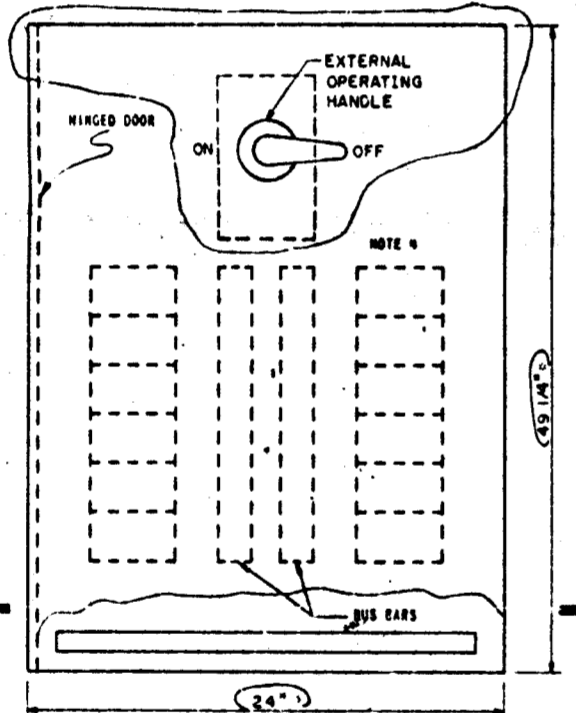 EXTERNAL
OPERATING
HANDLE
HINGED DOOR
ON
OFF
NOTE 4
49 1/4"
BUS BARS
24"